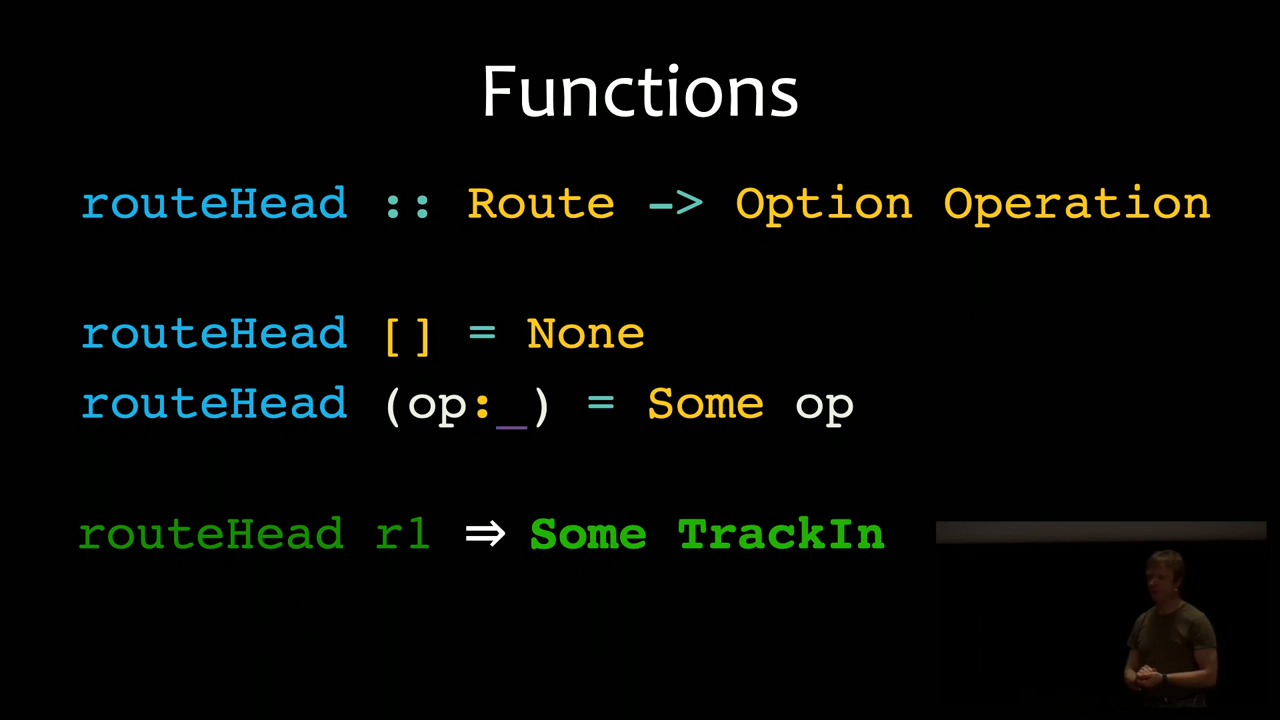 Functions
routeHead :: Route -> Option Operation
routeHead [] = None
routeHead (op:_) = Some op
routeHead r1 ⇒ Some TrackIn